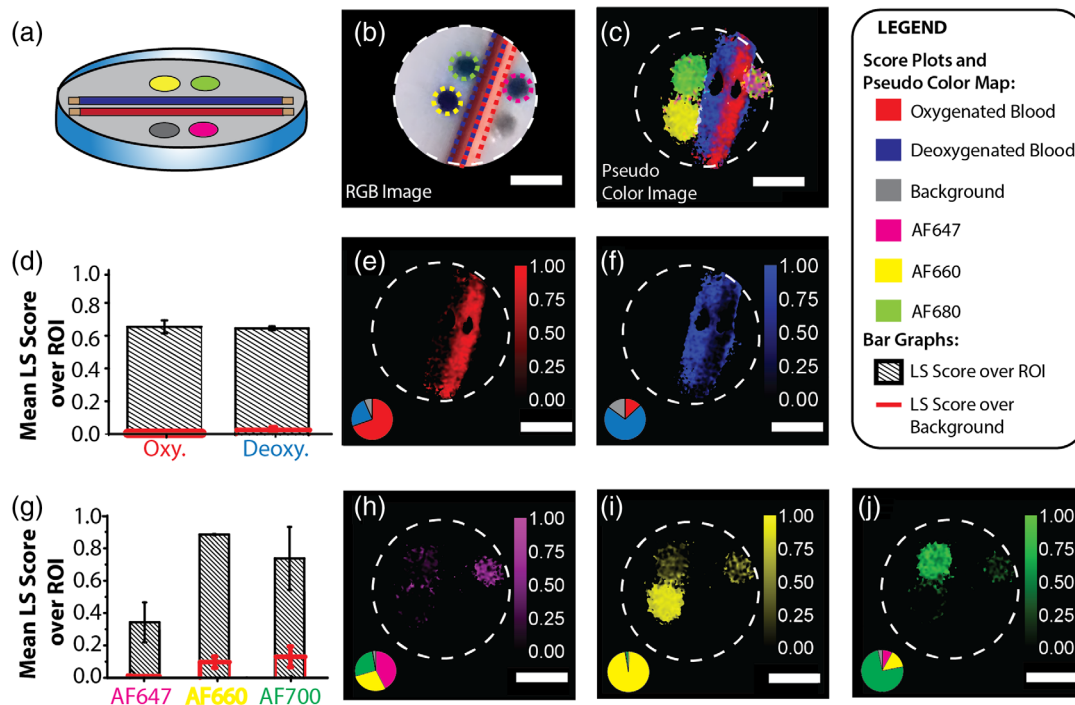 (a)
(b)
RGB Image
(c)
Pseudo
Color Image
LEGEND
Score Plots and
Pseudo Color Map:
Oxygenated Blood
Deoxygenated Blood
Background
AF647
AF660
AF680
Bar Graphs:
LS Score over ROI
LS Score over
Background
(d)
Mean LS Score
over ROI
1.0
0.8
0.6
0.4
0.2
0.0
Oxy.
Deoxy.
(e)
1.00
0.75
0.50
0.25
0.00
(f)
1.00
0.75
0.50
0.25
0.00
(g)
Mean LS Score
over ROI
1.0
0.8
0.6
0.4
0.2
0.0
AF647
AF660
AF700
(h)
1.00
0.75
0.50
0.25
0.00
(i)
1.00
0.75
0.50
0.25
0.00
(j)
1.00
0.75
0.50
0.25
0.00